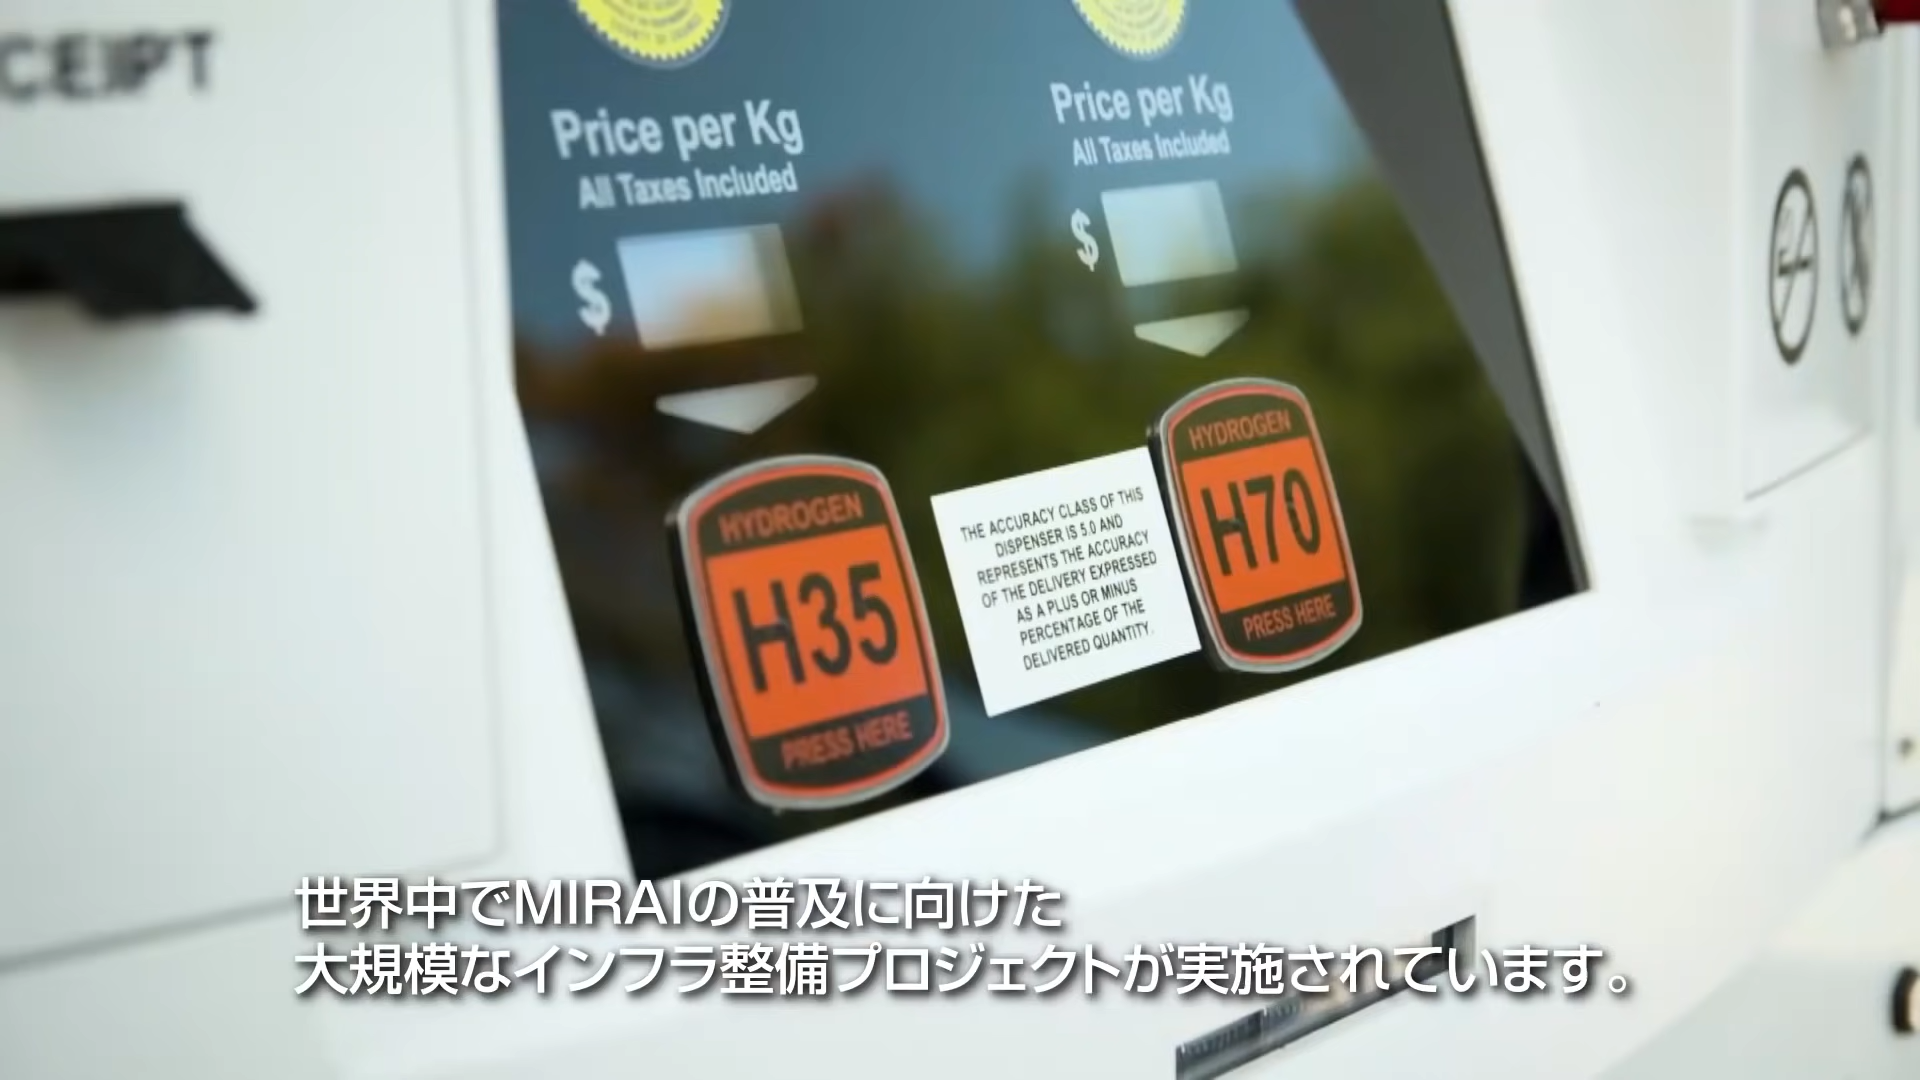 CEIPT
Price per Kg
All Taxes Included
$
Price per Kg
All Taxes Included
$
HYDROGEN
H35
PRESS HERE
THE ACCURACY CLASS OF THIS
DISPENSER IS 5.0 AND
REPRESENTS THE ACCURACY
OF THE DELIVERY EXPRESSED
AS A PLUS OR MINUS
PERCENTAGE OF THE
DELIVERED QUANTITY.
HYDROGEN
H70
PRESS HERE
世界中でMIRAIの普及に向けた
大規模なインフラ整備プロジェクトが実施されています。